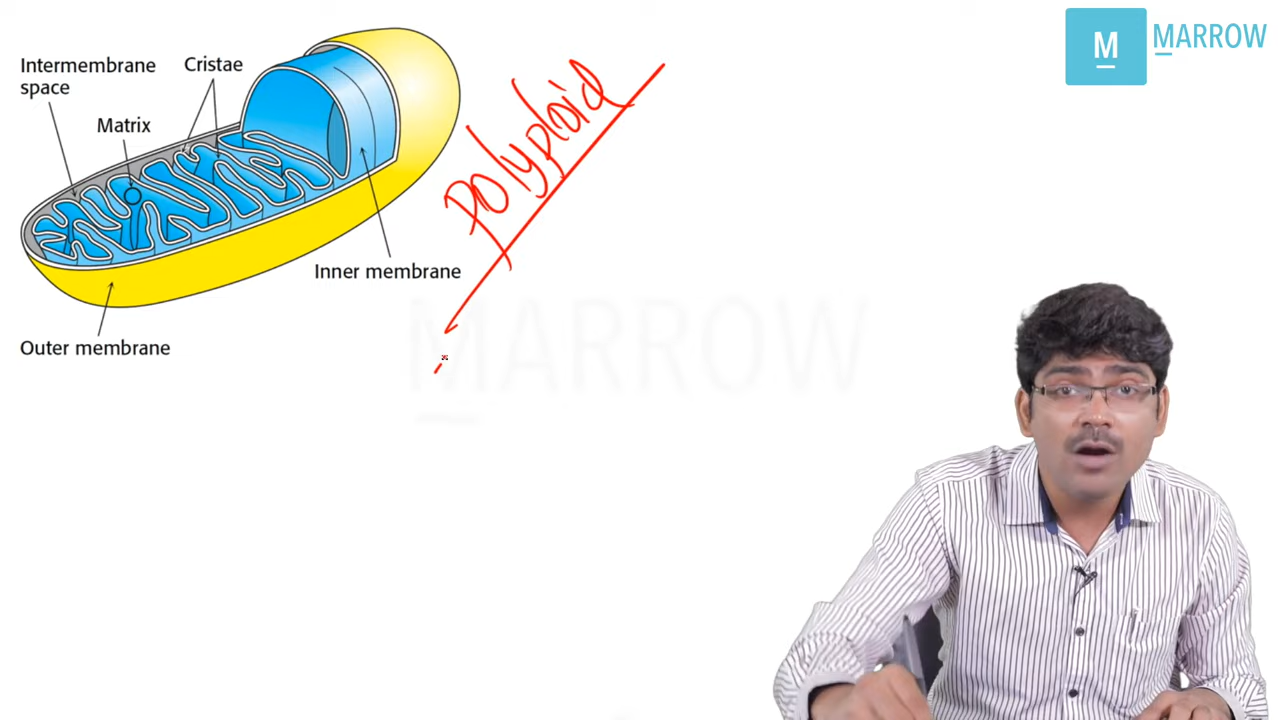 M MARROW
Intermembrane
space
Cristae
Matrix
polyploid
Inner membrane
Outer membrane
MARROW